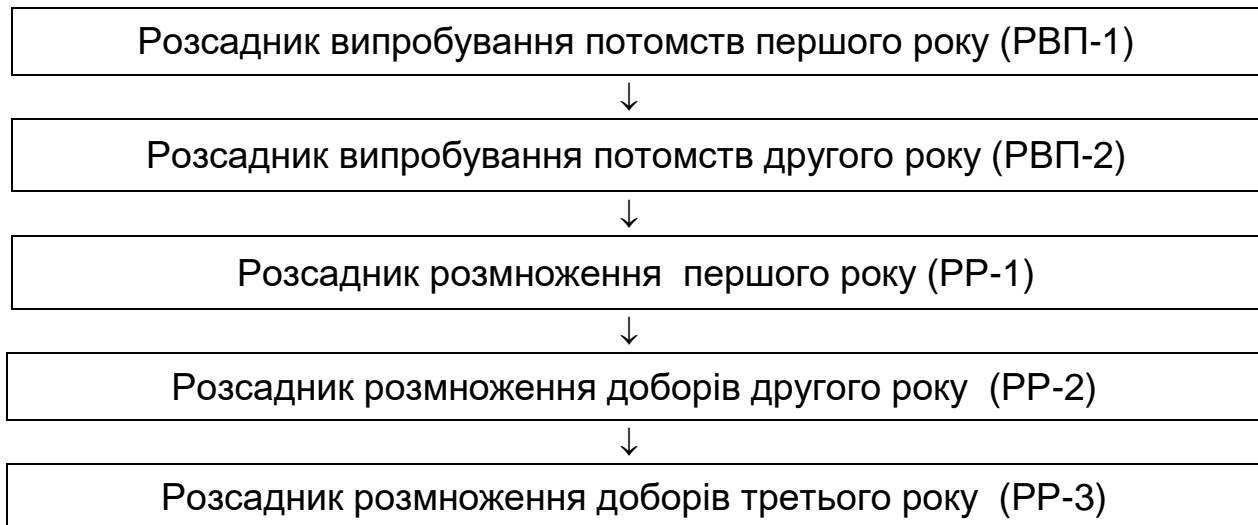 Розсадник випробування потомств першого року (РВП-1)
↓
Розсадник випробування потомств другого року (РВП-2)
↓
Розсадник розмноження першого року (РР-1)
↓
Розсадник розмноження доборів другого року (РР-2)
↓
Розсадник розмноження доборів третього року (РР-3)